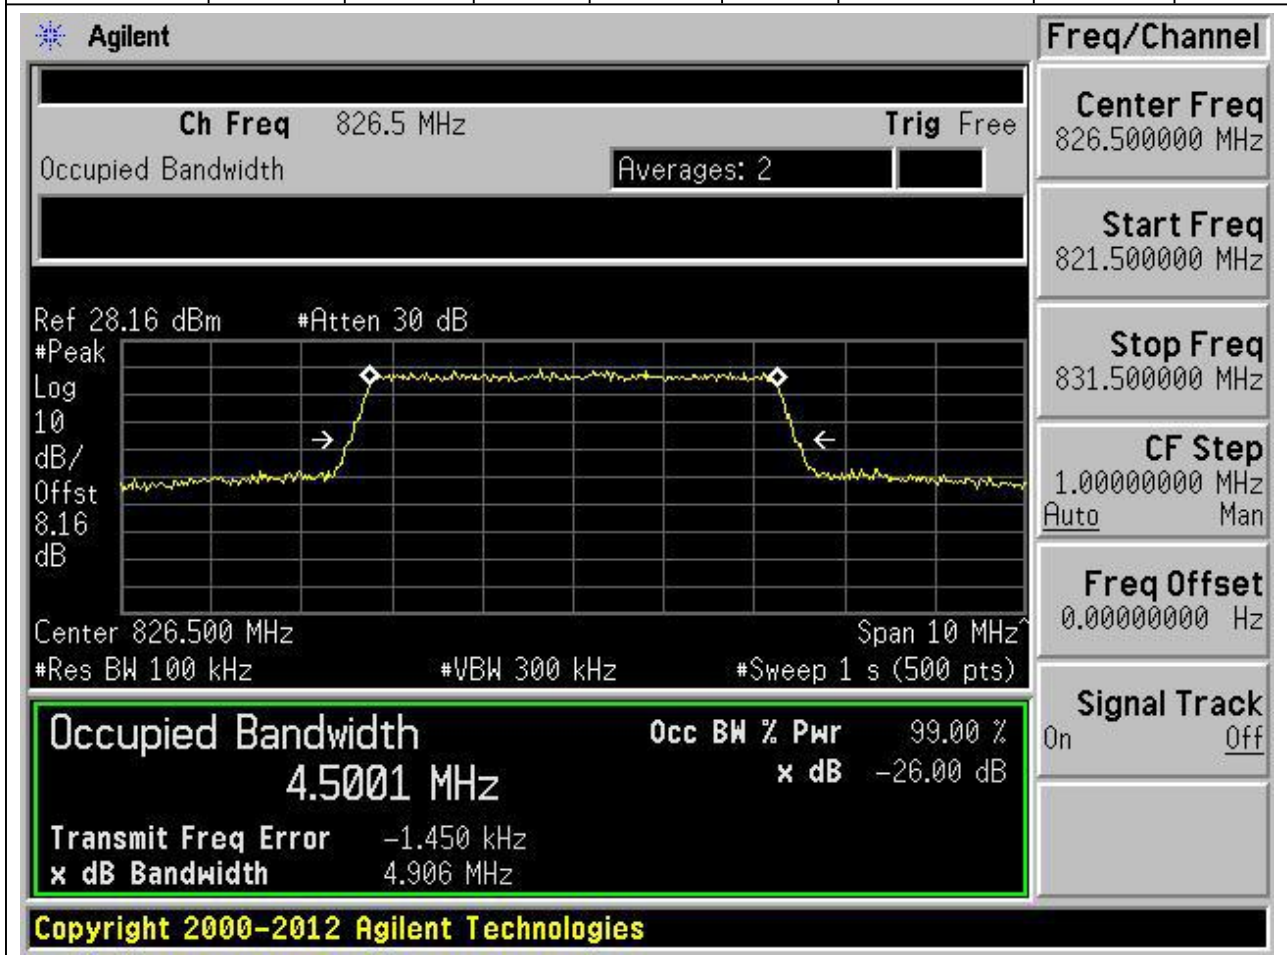 Agilent
Freq/Channel
Ch Freq 826.5 MHz Trig Free
Occupied Bandwidth Averages: 2
Center Freq
826.500000 MHz
Start Freq
821.500000 MHz
Ref 28.16 dBm #Atten 30 dB
#Peak
Log
10
dB/
Offst
8.16
dB
Stop Freq
831.500000 MHz
CF Step
1.00000000 MHz
Auto Man
Freq Offset
0.00000000 Hz
Center 826.500 MHz Span 10 MHz^
#Res BW 100 kHz #VBW 300 kHz #Sweep 1 s (500 pts)
Signal Track
On Off
Occupied Bandwidth Occ BW % Pwr 99.00 %
4.5001 MHz x dB -26.00 dB
Transmit Freq Error -1.450 kHz
x dB Bandwidth 4.906 MHz
Copyright 2000-2012 Agilent Technologies